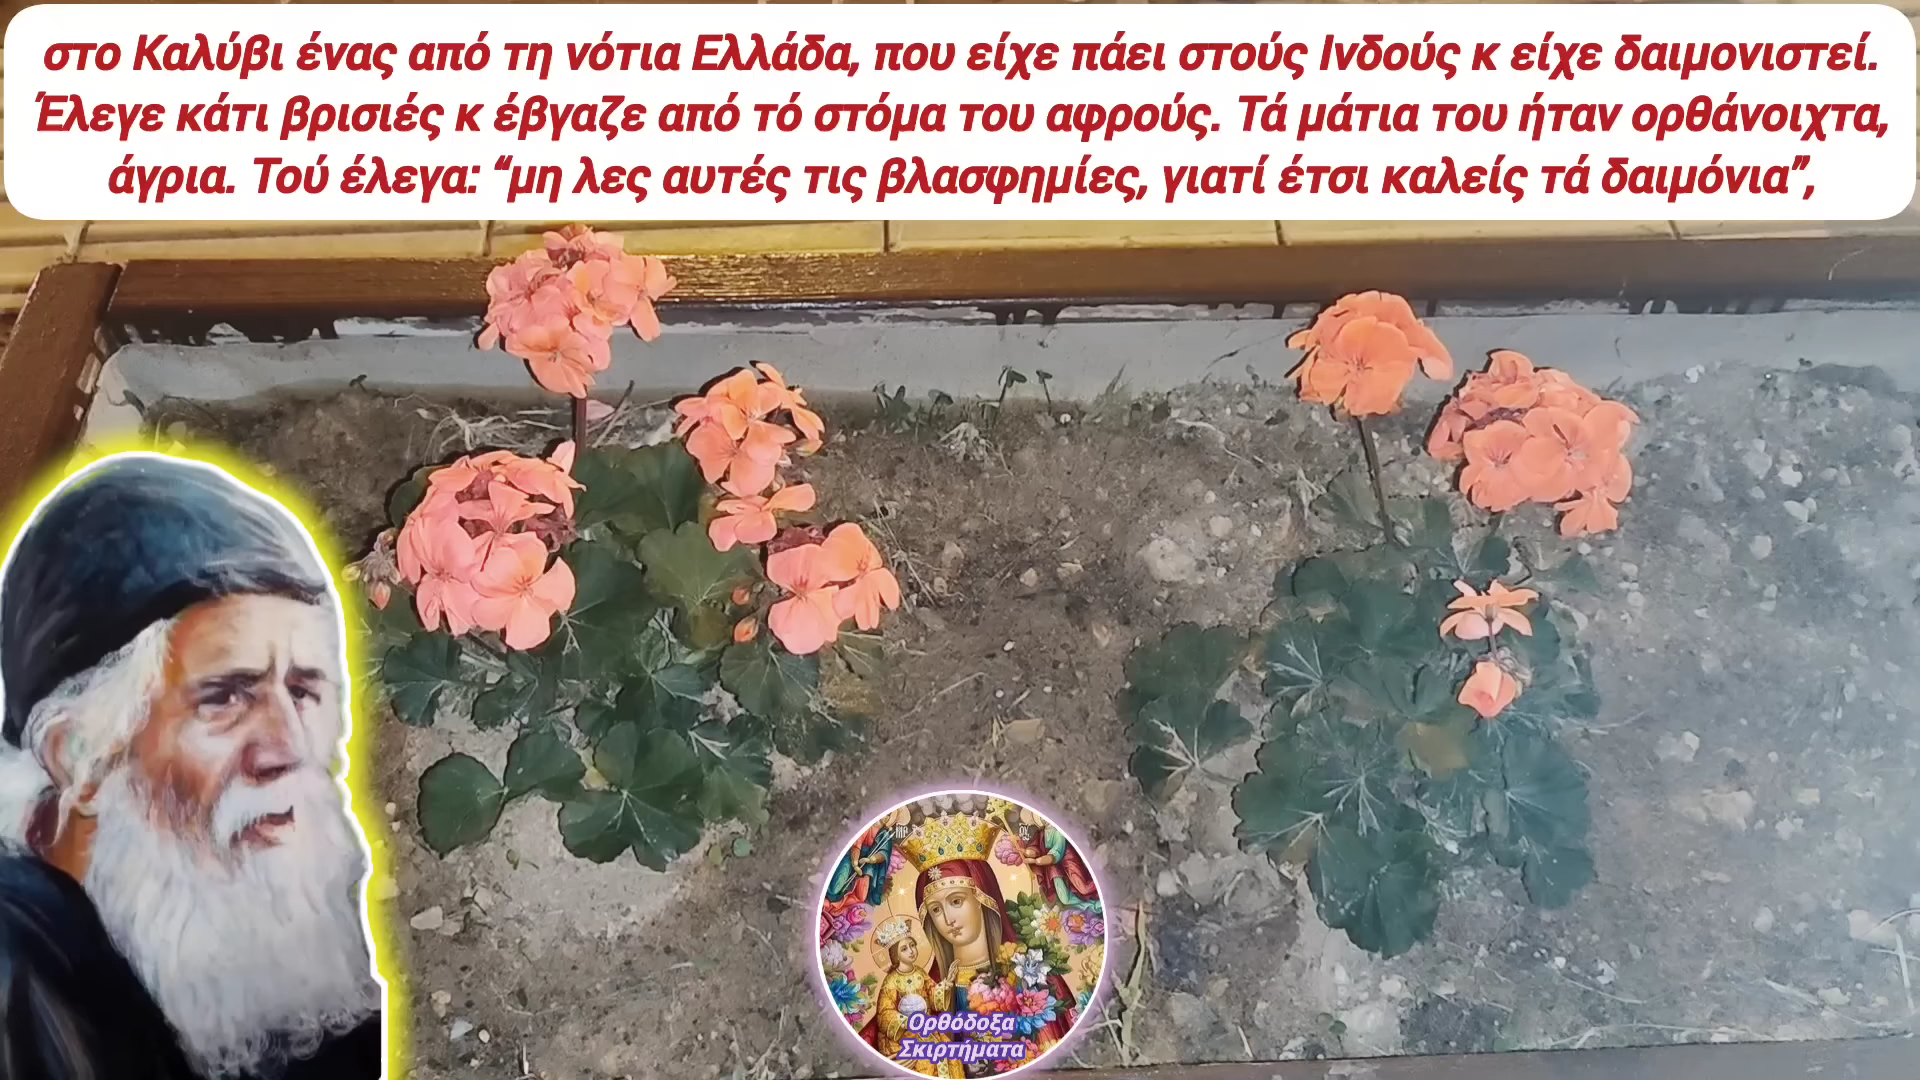 στο Καλύβι ένας από τη νότια Ελλάδα, που είχε πάει στούς Ινδούς κ είχε δαιμονιστεί.
Έλεγε κάτι βρισιές κ έβγαζε από τό στόμα του αφρούς. Τά μάτια του ήταν ορθάνοιχτα,
άγρια. Τού έλεγα: “μη λες αυτές τις βλασφημίες, γιατί έτσι καλείς τά δαιμόνια”,
Ορθόδοξα
Σκιρτήματα